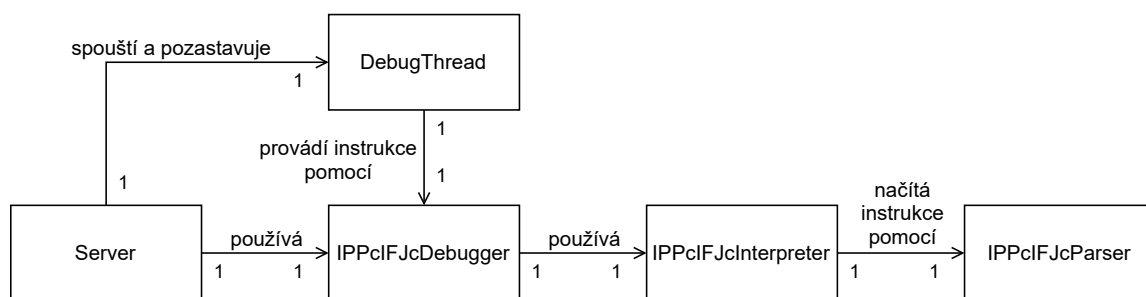 spouští a pozastavuje
1
DebugThread
1
provádí instrukce
pomocí
1
1
Server
používá
1
1
IPPcIFJcDebugger
používá
1
1
IPPcIFJcInterpreter
načítá
instrukce
pomocí
1
1
IPPcIFJcParser